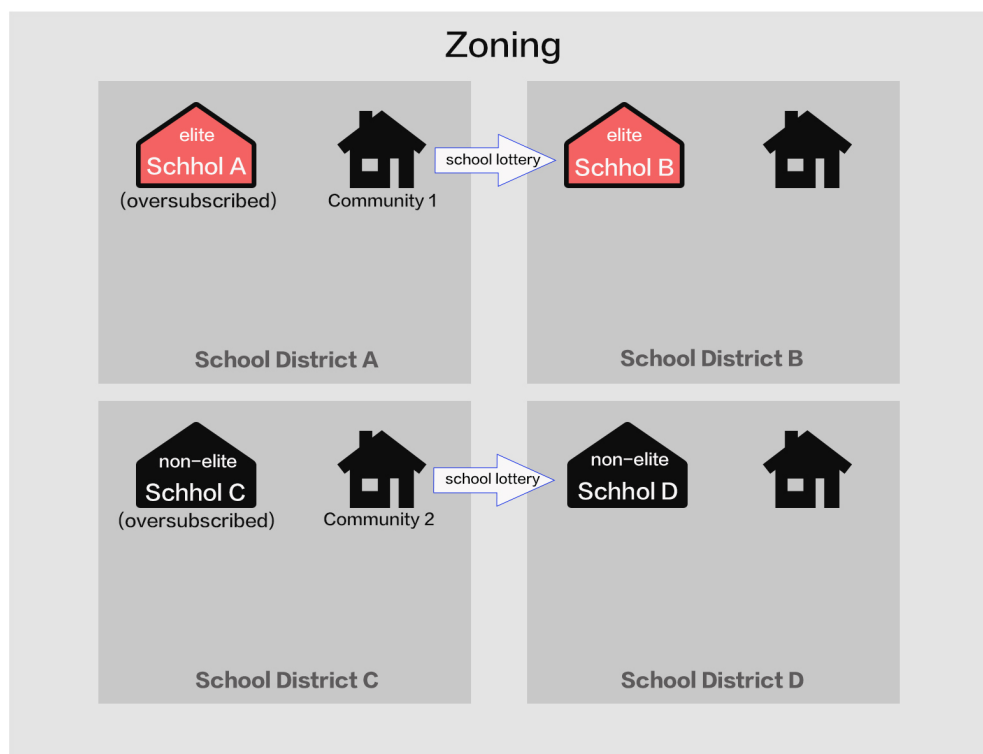 Zoning
elite
Schhol A
(oversubscribed)
Community 1
school lottery
elite
Schhol B
School District A
School District B
non-elite
Schhol C
(oversubscribed)
Community 2
school lottery
non-elite
Schhol D
School District C
School District D